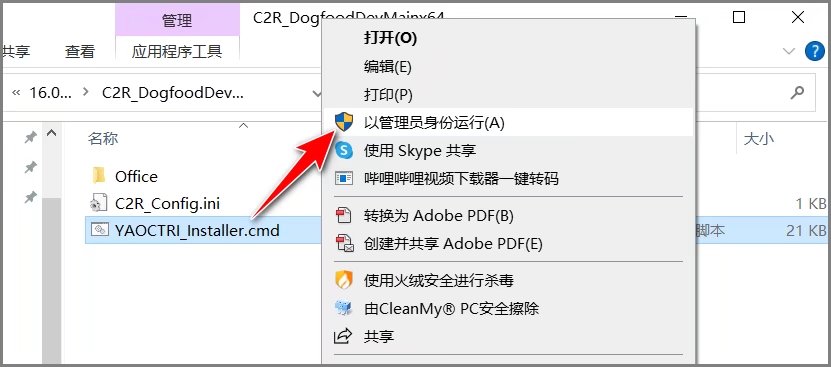 管理
C2R_DogfoodDevMainx64
共享
查看
应用程序工具
« 16.0...
C2R_DogfoodDev...
名称
大小
Office
C2R_Config.ini
1 KB
YAOCTRI_Installer.cmd
脚本
21 KB
打开(O)
编辑(E)
打印(P)
以管理员身份运行(A)
使用 Skype 共享
哔哩哔哩视频下载器一键转码
转换为 Adobe PDF(B)
创建并共享 Adobe PDF(E)
使用火绒安全进行杀毒
由CleanMy® PC安全擦除
共享